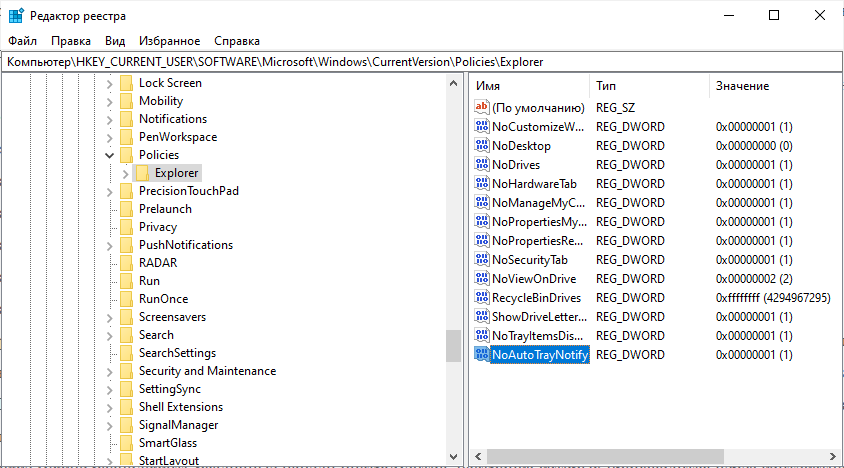 Редактор реестра
Файл Правка Вид Избранное Справка
Компьютер\HKEY_CURRENT_USER\SOFTWARE\Microsoft\Windows\CurrentVersion\Policies\Explorer
Lock Screen
Mobility
Notifications
PenWorkspace
Policies
Explorer
PrecisionTouchPad
Prelaunch
Privacy
PushNotifications
RADAR
Run
RunOnce
Screensavers
Search
SearchSettings
Security and Maintenance
SettingSync
Shell Extensions
SignalManager
SmartGlass
StartLayout
Имя Тип Значение
(По умолчанию) REG_SZ
NoCustomizeW... REG_DWORD 0x00000001 (1)
NoDesktop REG_DWORD 0x00000000 (0)
NoDrives REG_DWORD 0x00000001 (1)
NoHardwareTab REG_DWORD 0x00000001 (1)
NoManageMyC... REG_DWORD 0x00000001 (1)
NoPropertiesMy... REG_DWORD 0x00000001 (1)
NoPropertiesRe... REG_DWORD 0x00000001 (1)
NoSecurityTab REG_DWORD 0x00000001 (1)
NoViewOnDrive REG_DWORD 0x00000002 (2)
RecycleBinDrives REG_DWORD 0xffffffff (4294967295)
ShowDriveLetter... REG_DWORD 0x00000001 (1)
NoTrayItemsDis... REG_DWORD 0x00000001 (1)
NoAutoTrayNotify REG_DWORD 0x00000001 (1)